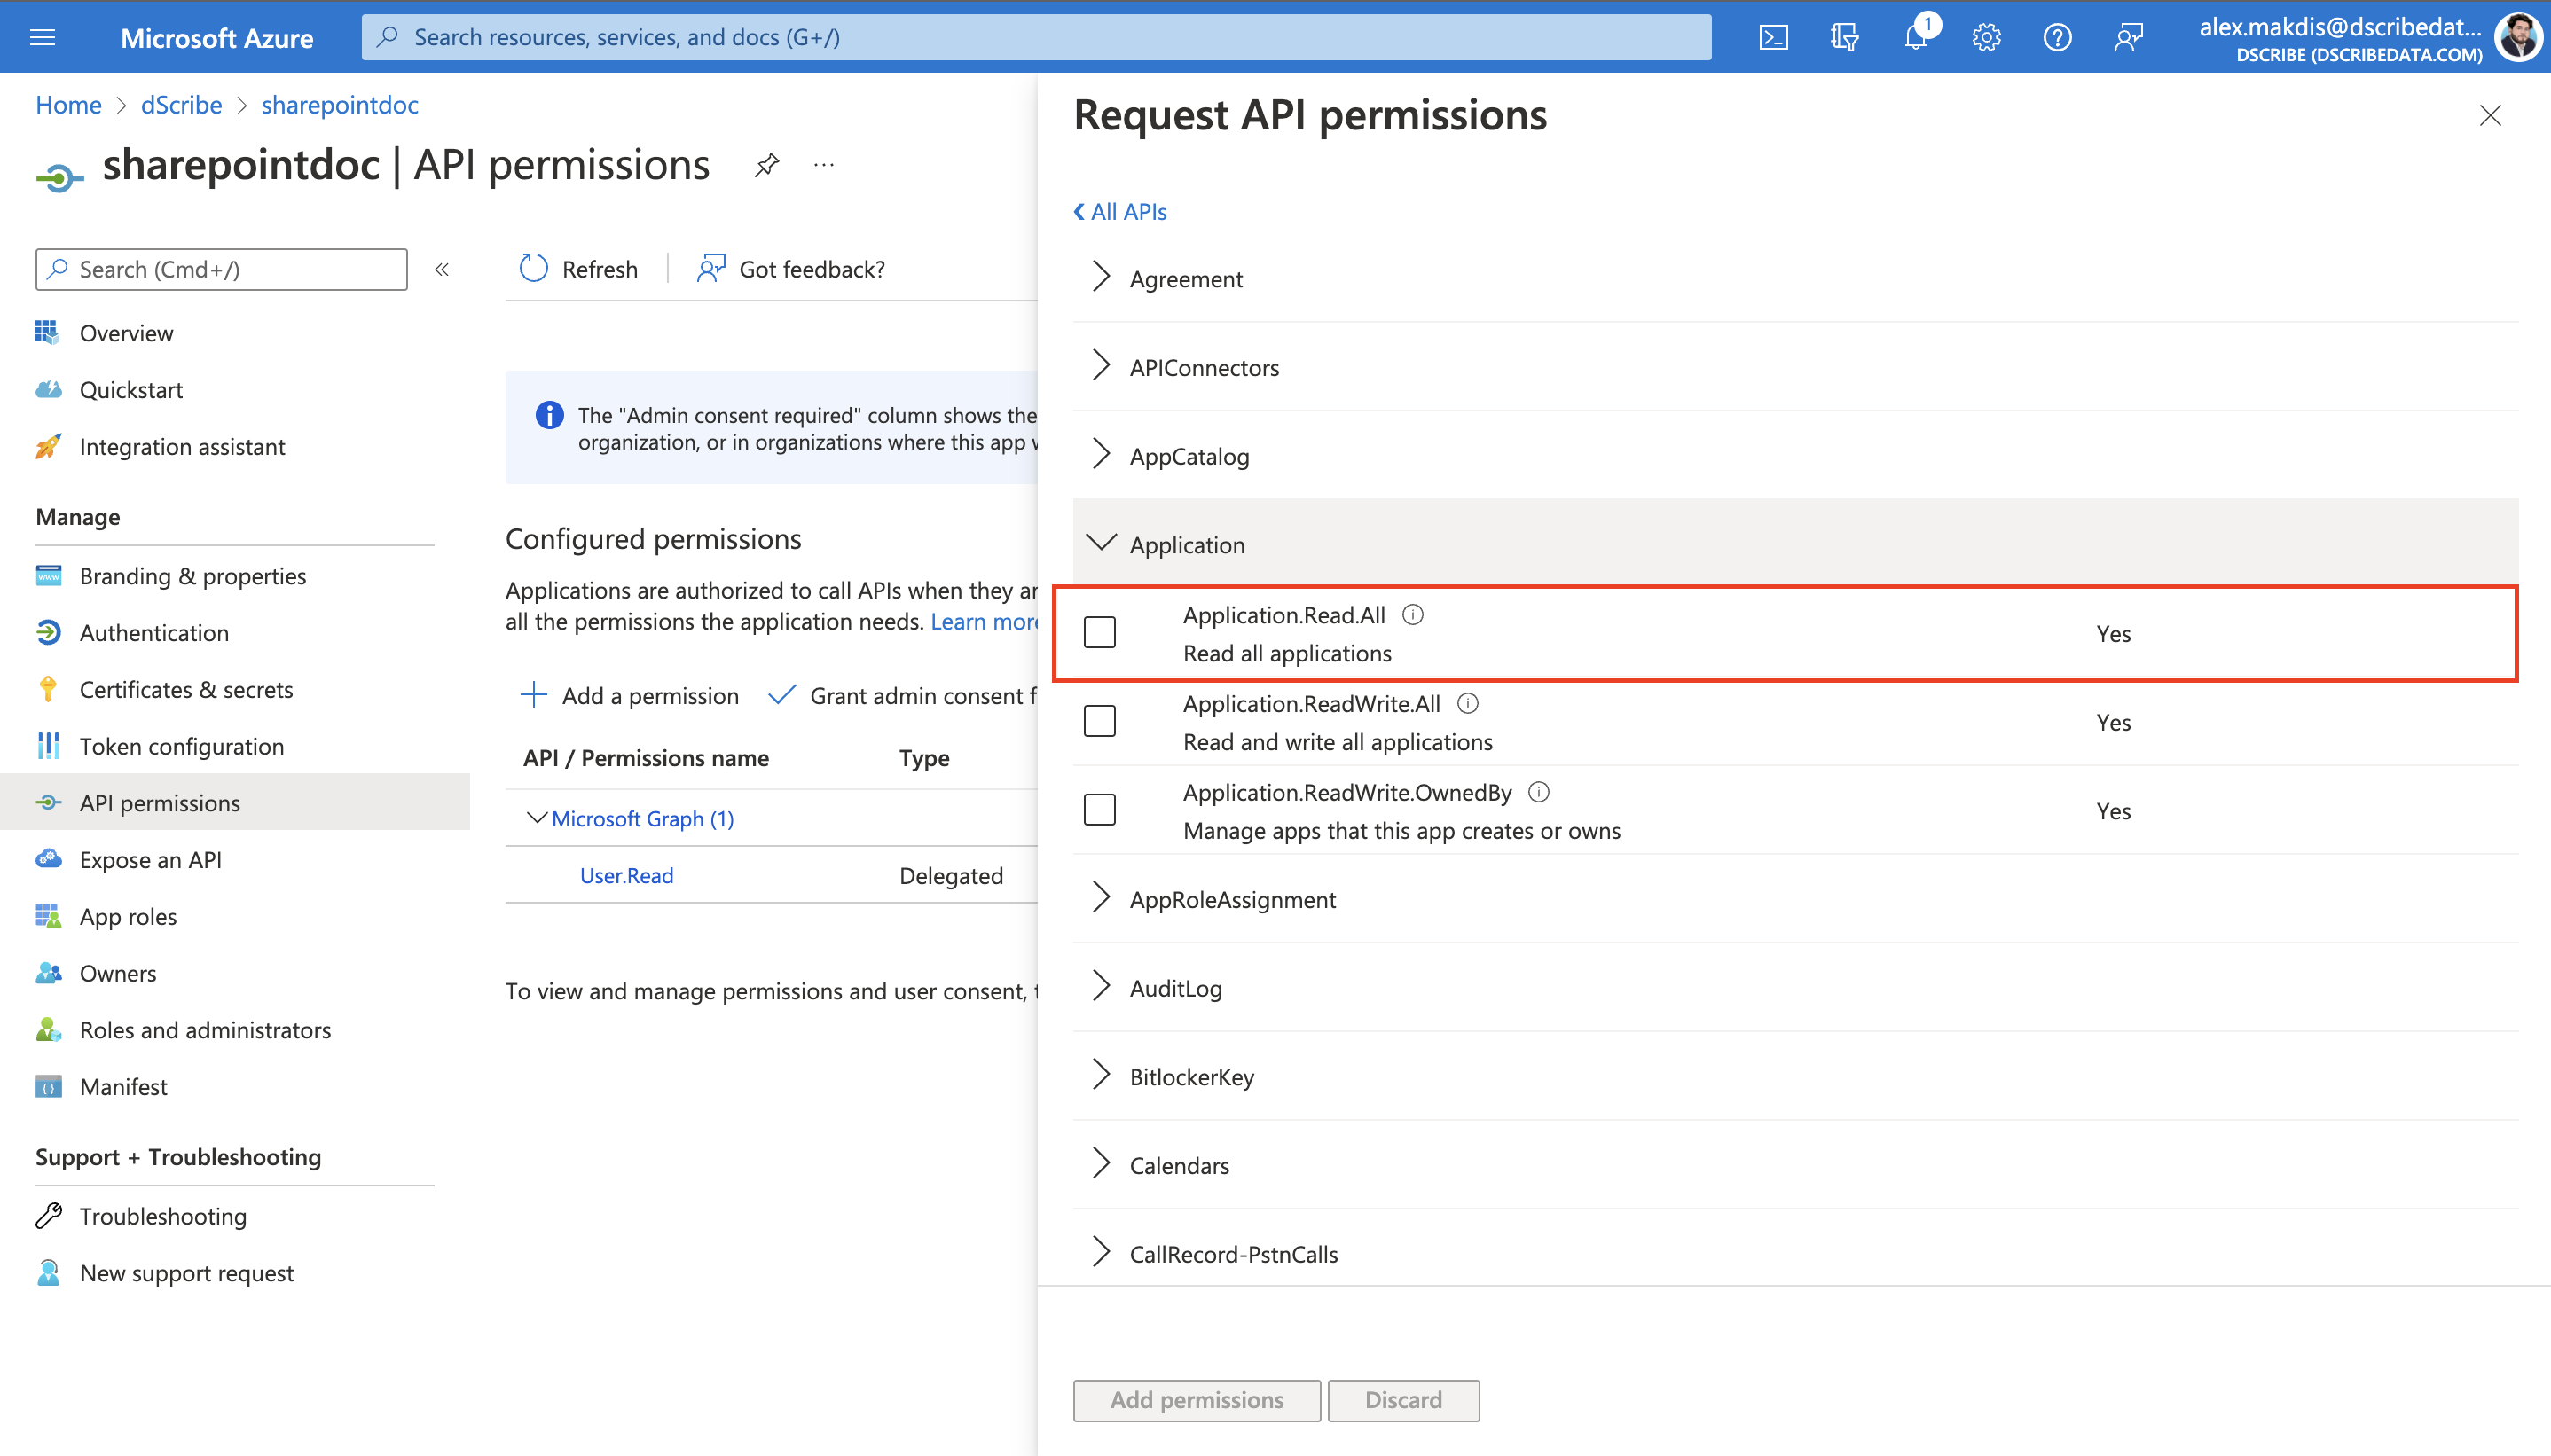 Microsoft Azure
Search resources, services, and docs (G+/)
1
alex.makdis@dscribedat...
DSCRIBE (DSCRIBEDATA.COM)
Home > dScribe > sharepointdoc
sharepointdoc | API permissions
...
Search (Cmd+/)
«
Overview
Quickstart
Integration assistant
Manage
Branding & properties
Authentication
Certificates & secrets
Token configuration
API permissions
Expose an API
App roles
Owners
Roles and administrators
Manifest
Support + Troubleshooting
Troubleshooting
New support request
Refresh
Got feedback?
The "Admin consent required" column shows the
organization, or in organizations where this app w
Configured permissions
Applications are authorized to call APIs when they ar
all the permissions the application needs. Learn more
Add a permission
Grant admin consent f
API / Permissions name
Type
Microsoft Graph (1)
User.Read
Delegated
To view and manage permissions and user consent, t
Request API permissions
All APIs
Agreement
APIConnectors
AppCatalog
Application
Application.Read.All
Read all applications
Yes
Application.ReadWrite.All
Read and write all applications
Yes
Application.ReadWrite.OwnedBy
Manage apps that this app creates or owns
Yes
AppRoleAssignment
AuditLog
BitlockerKey
Calendars
CallRecord-PstnCalls
Add permissions
Discard